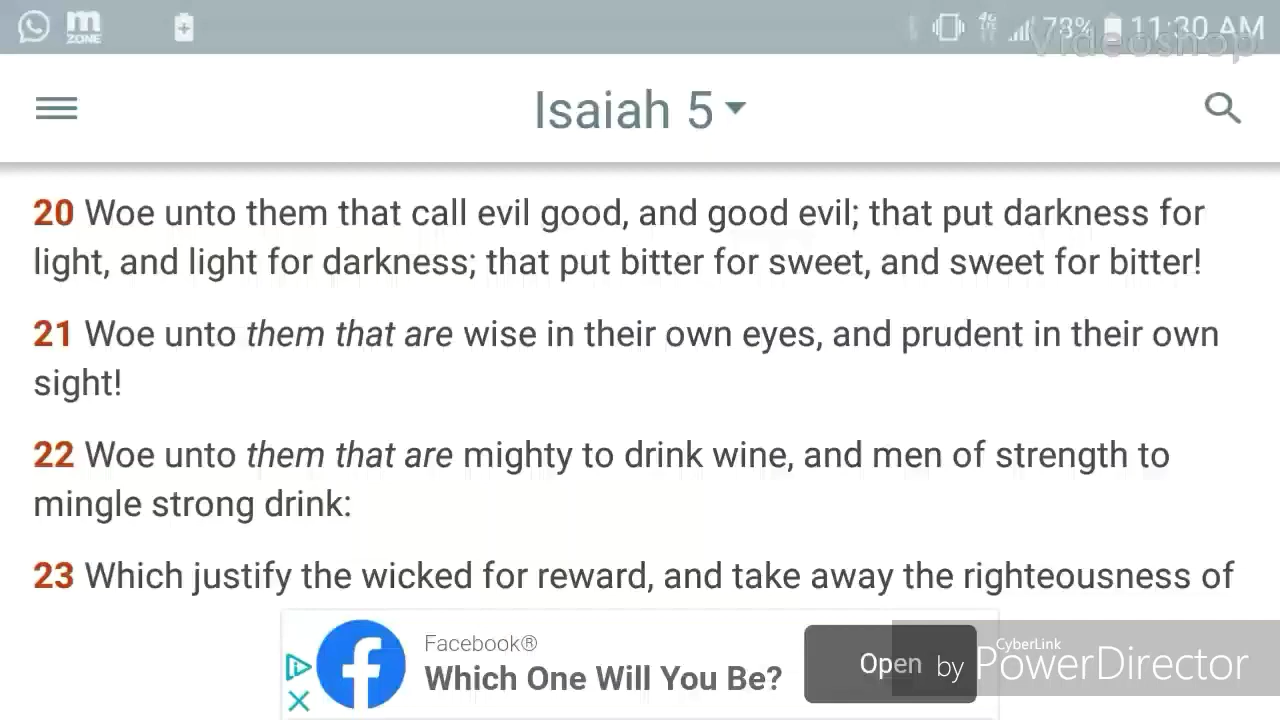 m
ZONE
4G
78%
11:30 AM
Videoshop
Isaiah 5
20 Woe unto them that call evil good, and good evil; that put darkness for
light, and light for darkness; that put bitter for sweet, and sweet for bitter!
21 Woe unto them that are wise in their own eyes, and prudent in their own
sight!
22 Woe unto them that are mighty to drink wine, and men of strength to
mingle strong drink:
23 Which justify the wicked for reward, and take away the righteousness of
Facebook®
Which One Will You Be?
Open
by
CyberLink
PowerDirector